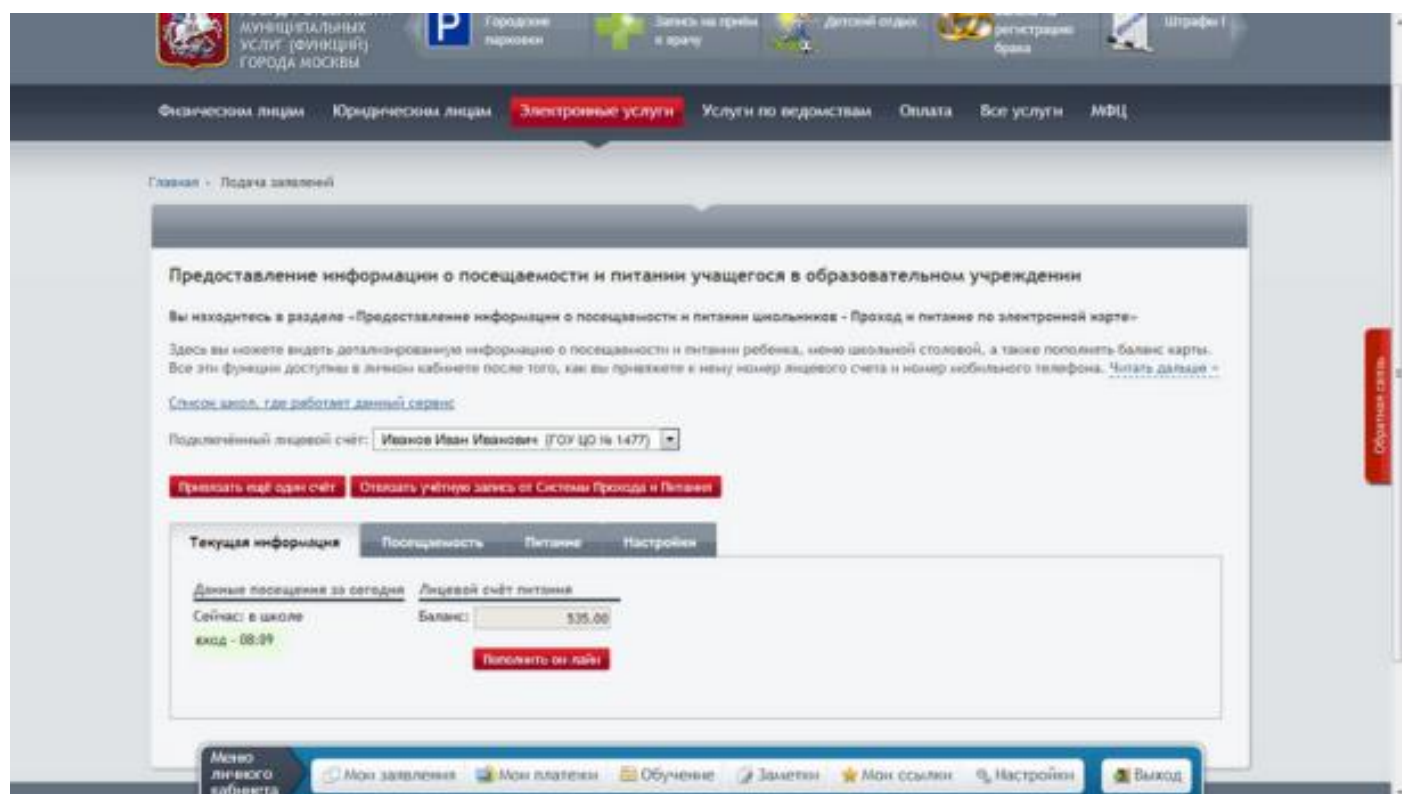 МУНИЦИПАЛЬНЫХ
УСЛУГ (ФУНКЦИЙ)
ГОРОДА МОСКВЫ
P
Городские
парковки
Запись на приём
к врачу
Детский отдых
регистрацию
брака
Штрафы
Физическим лицам Юридическим лицам Электронные услуги Услуги по ведомствам Оплата Все услуги МФЦ
Главная - Подача заявлений
Предоставление информации о посещаемости и питании учащегося в образовательном учреждении
Вы находитесь в разделе «Предоставление информации о посещаемости и питании школьников - Проход и питание по электронной карте»
Здесь вы можете видеть детализированную информацию о посещаемости и питании ребенка, меню школьной столовой, а также пополнить баланс карты.
Все эти функции доступны в личном кабинете после того, как вы привяжете к нему номер лицевого счета и номер мобильного телефона. Читать дальше
Список школ, где работает данный сервис
Подключённый лицевой счёт: Иванов Иван Иванович (ГОУ ЦО № 1477)
Привязать ещё один счёт Отвязать учётную запись от Системы Прохода и Питания
Текущая информация Посещаемость Питание Настройки
Данные посещения за сегодня Лицевой счёт питания
Сейчас: в школе Баланс: 535.00
вход - 08:09
Пополнить он-лайн
Обратная связь
Меню
личного
кабинета
Мои заявления Мои платежи Обучение Заметки Мои ссылки Настройки Выход